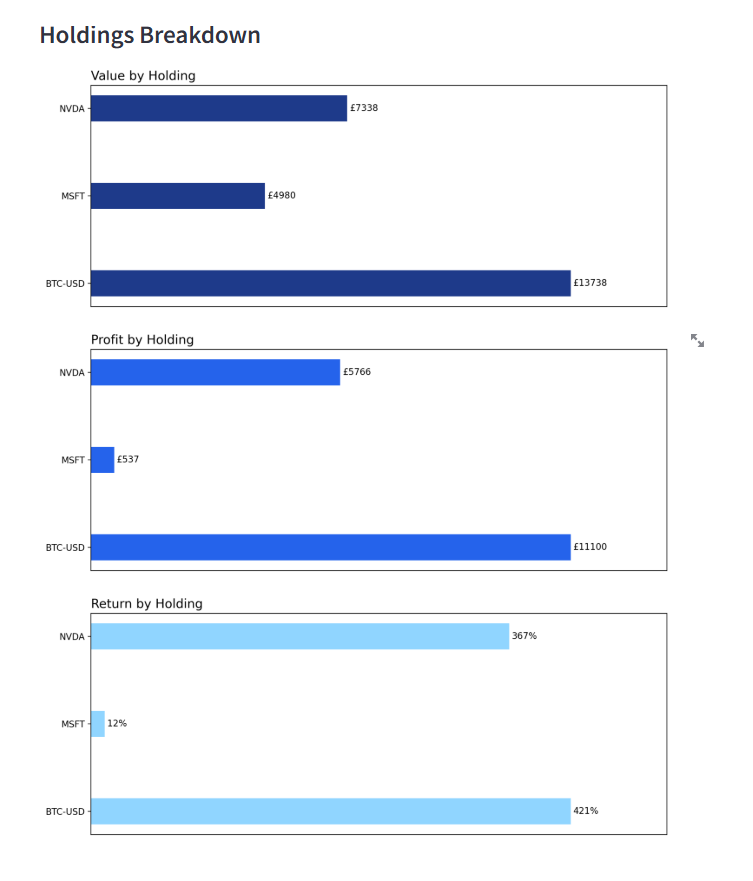 Holdings Breakdown
Value by Holding
NVDA £7338
MSFT £4980
BTC-USD £13738
Profit by Holding
NVDA £5766
MSFT £537
BTC-USD £11100
Return by Holding
NVDA 367%
MSFT 12%
BTC-USD 421%